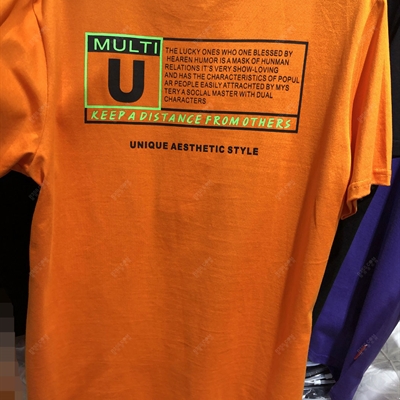 MULTI
U
THE LUCKY ONES WHO ONE BLESSED BY
HEAREN HUMOR IS A MASK OF HUNMAN
RELATIONS IT'S VERY SHOW-LOVING
AND HAS THE CHARACTERISTICS OF POPUL
AR PEOPLE EASILY ATTRACHTED BY MYS
TERY A SOCLAL MASTER WITH DUAL
CHARACTERS
KEEP A DISTANCE FROM OTHERS
UNIQUE AESTHETIC STYLE